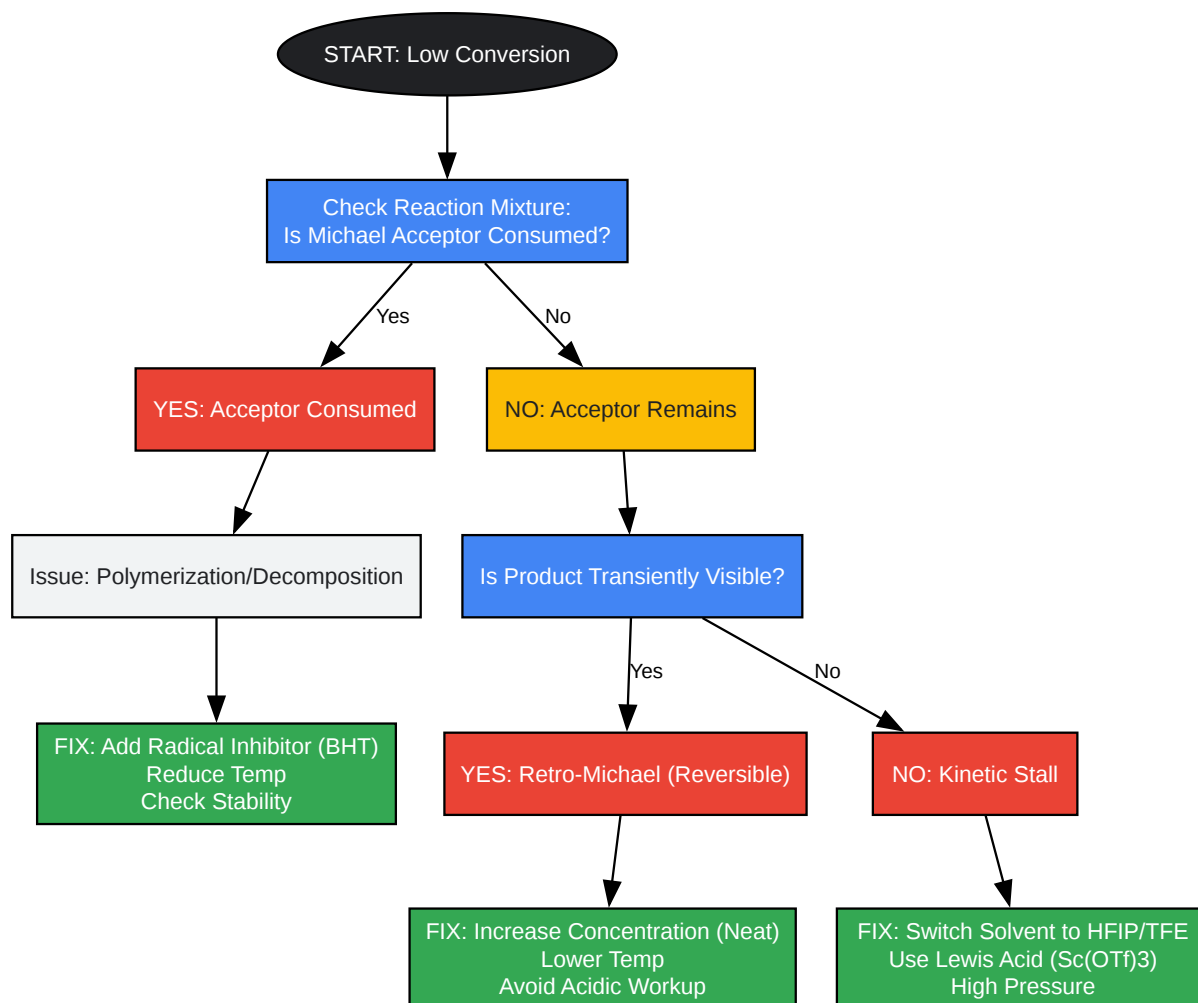 START: Low Conversion
Check Reaction Mixture:
Is Michael Acceptor Consumed?
Yes
No
YES: Acceptor Consumed
NO: Acceptor Remains
Issue: Polymerization/Decomposition
Is Product Transiently Visible?
Yes
No
FIX: Add Radical Inhibitor (BHT)
Reduce Temp
Check Stability
YES: Retro-Michael (Reversible)
NO: Kinetic Stall
FIX: Increase Concentration (Neat)
Lower Temp
Avoid Acidic Workup
FIX: Switch Solvent to HFIP/TFE
Use Lewis Acid (Sc(OTf)3)
High Pressure